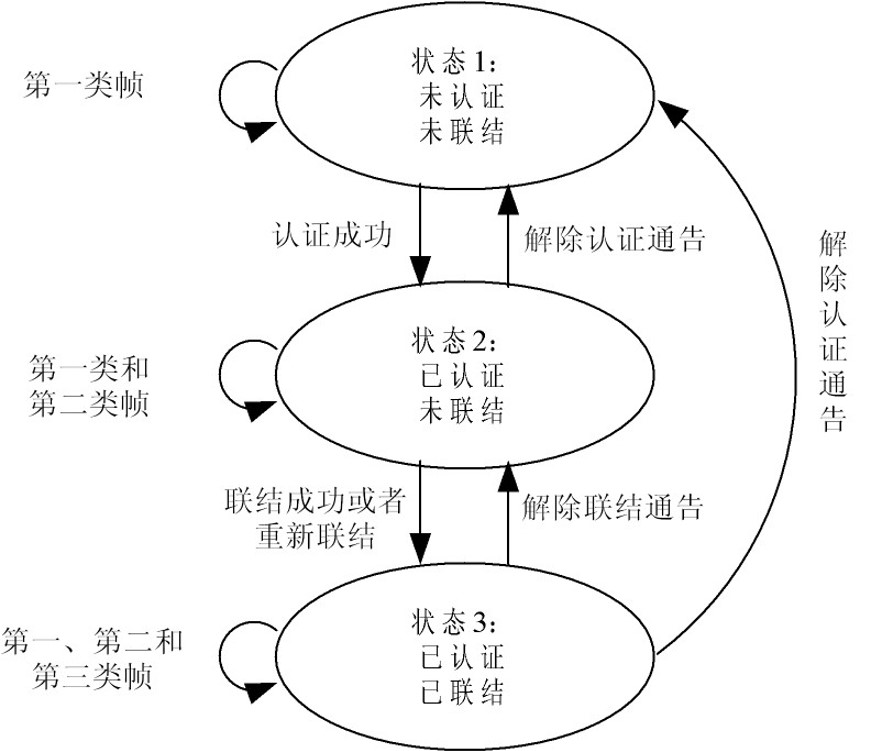 第一类帧
状态1：
未认证
未联结
认证成功
解除认证通告
解除认证通告
第一类和
第二类帧
状态2：
已认证
未联结
联结成功或者
重新联结
解除联结通告
第一、第二和
第三类帧
状态3：
已认证
已联结